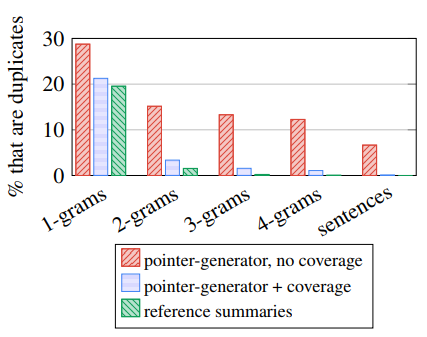 % that are duplicates
30
20
10
0
1-grams
2-grams
3-grams
4-grams
sentences
pointer-generator, no coverage
pointer-generator + coverage
reference summaries